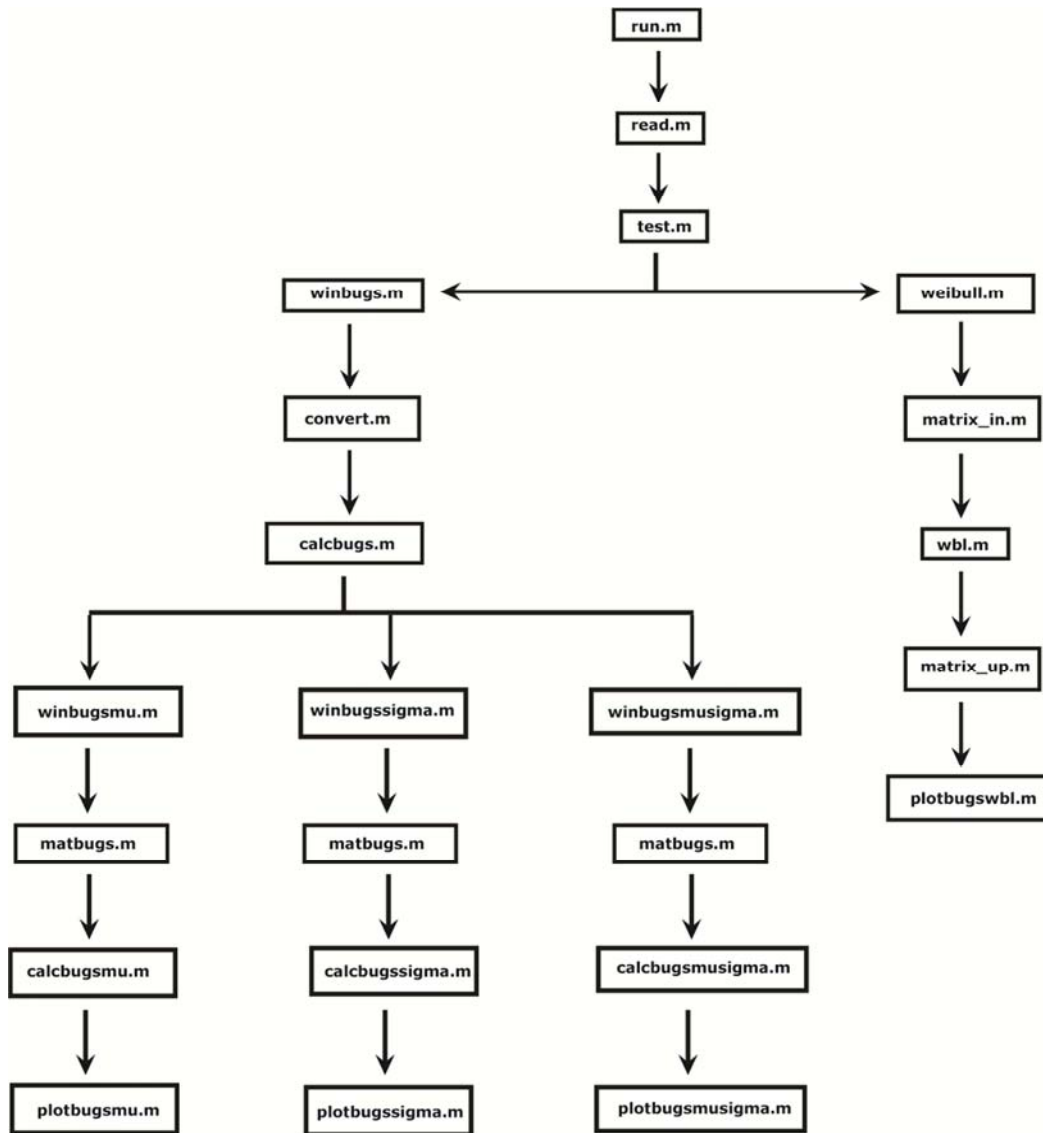 run.m
read.m
test.m
winbugs.m
weibull.m
convert.m
matrix_in.m
calcbugs.m
wbl.m
matrix_up.m
winbugsmu.m
winbugssigma.m
winbugsmusigma.m
plotbugswbl.m
matbugs.m
matbugs.m
matbugs.m
calcbugsmu.m
calcbugssigma.m
calcbugsmusigma.m
plotbugsmu.m
plotbugssigma.m
plotbugsmusigma.m